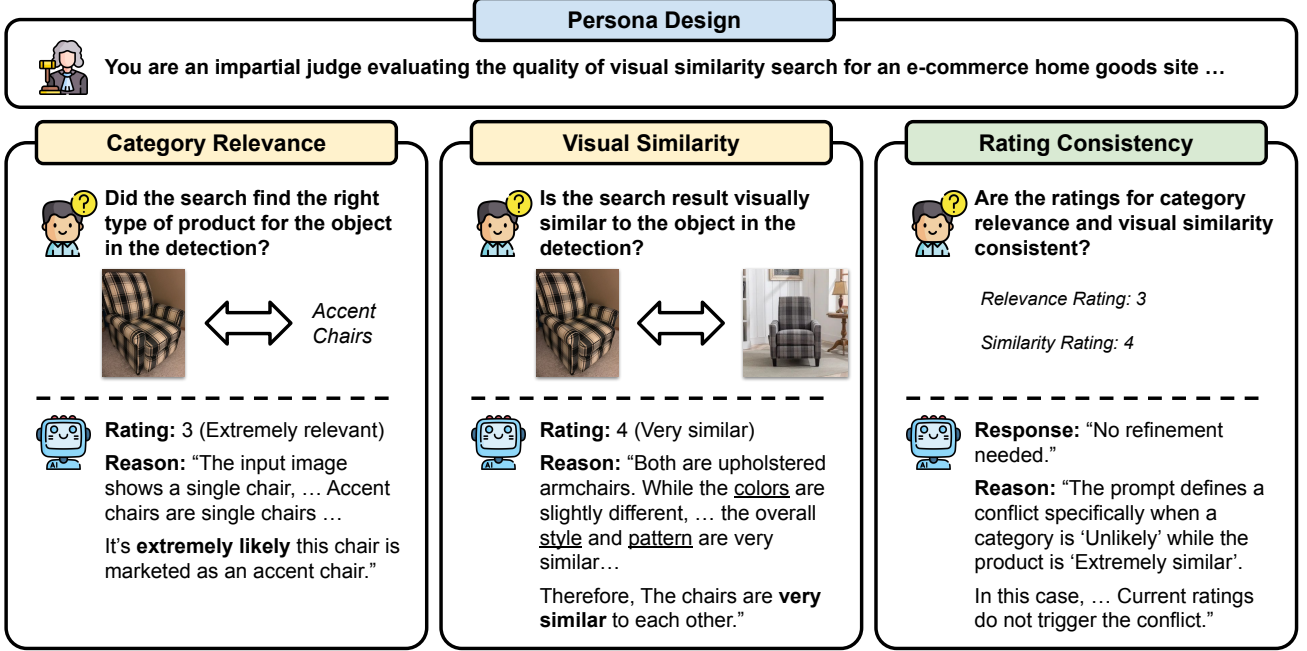 Persona Design
You are an impartial judge evaluating the quality of visual similarity search for an e-commerce home goods site …
Category Relevance
Did the search find the right
type of product for the object
in the detection?
Accent
Chairs
AI
Rating: 3 (Extremely relevant)
Reason: “The input image
shows a single chair, … Accent
chairs are single chairs …
It’s extremely likely this chair is
marketed as an accent chair.”
Visual Similarity
Is the search result visually
similar to the object in the
detection?
AI
Rating: 4 (Very similar)
Reason: “Both are upholstered
armchairs. While the colors are
slightly different, … the overall
style and pattern are very
similar…
Therefore, The chairs are very
similar to each other.”
Rating Consistency
Are the ratings for category
relevance and visual similarity
consistent?
Relevance Rating: 3
Similarity Rating: 4
AI
Response: “No refinement
needed.”
Reason: “The prompt defines a
conflict specifically when a
category is ‘Unlikely’ while the
product is ‘Extremely similar’.
In this case, … Current ratings
do not trigger the conflict.”